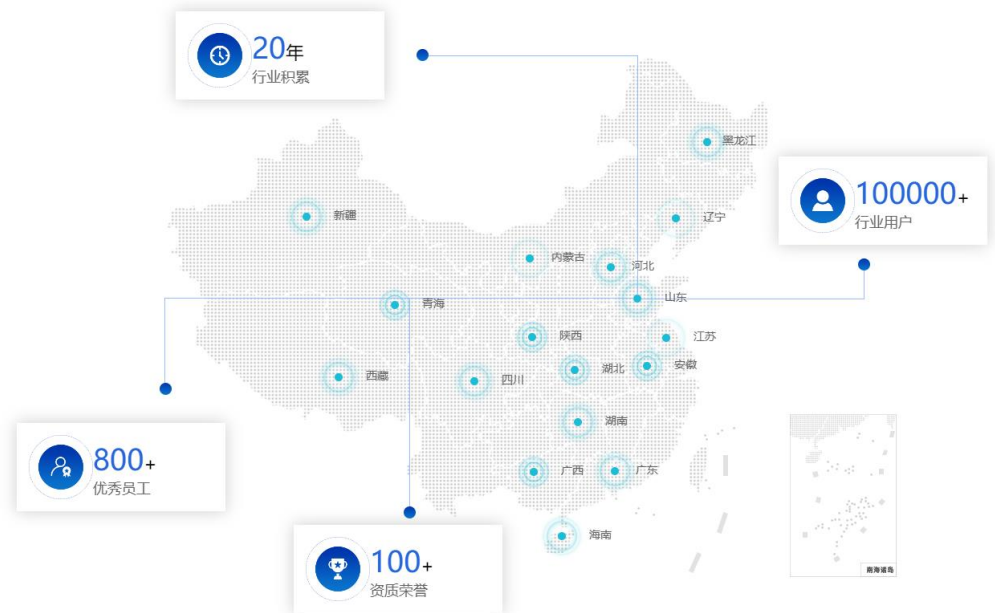 20年
行业积累
黑龙江
100000+
行业用户
新疆
辽宁
内蒙古
河北
青海
山东
陕西
江苏
西藏
四川
湖北
安徽
湖南
800+
优秀员工
广西
广东
海南
100+
资质荣誉
南海诸岛